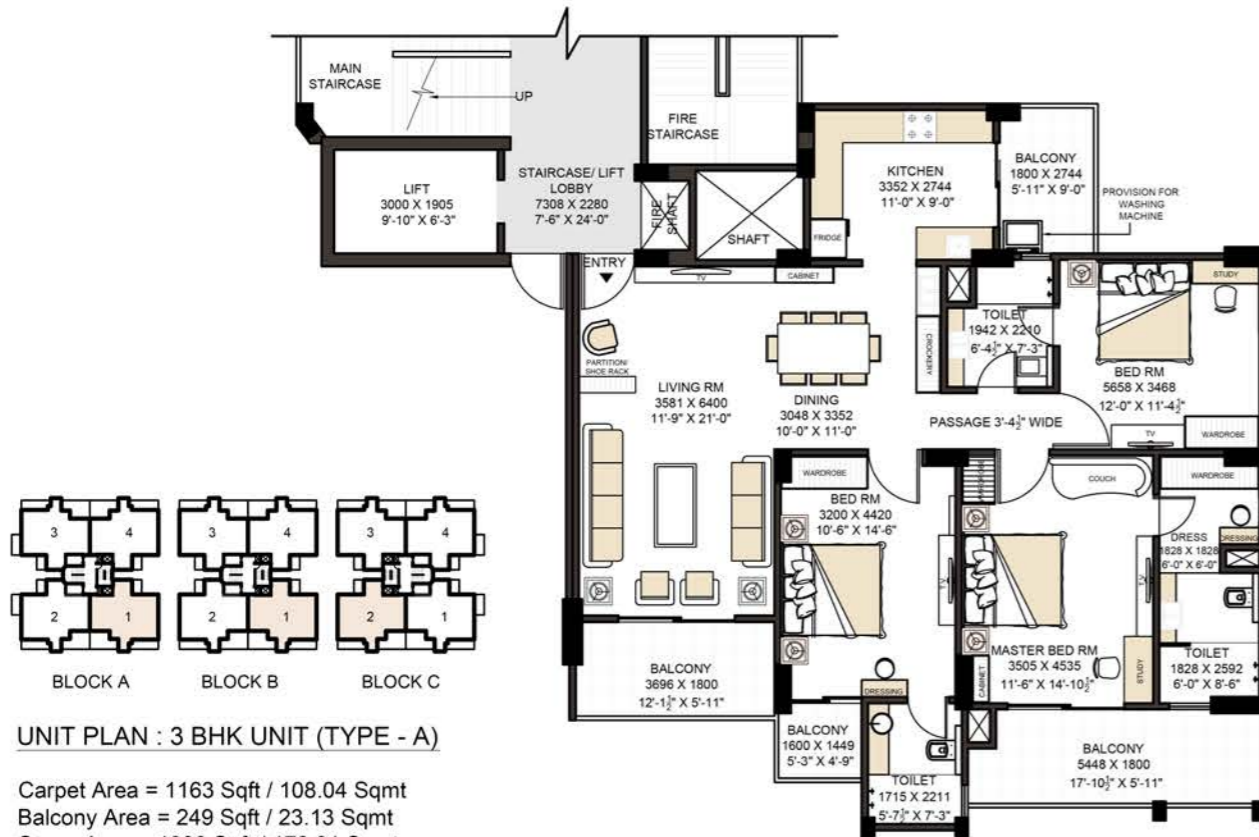 MAIN
STAIRCASE
UP
FIRE
STAIRCASE
LIFT
3000 X 1905
9'-10" X 6'-3"
STAIRCASE/ LIFT
LOBBY
7308 X 2280
7'-6" X 24'-0"
FIRE
SHAFT
SHAFT
KITCHEN
3352 X 2744
11'-0" X 9'-0"
FRIDGE
BALCONY
1800 X 2744
5'-11" X 9'-0"
PROVISION FOR
WASHING
MACHINE
ENTRY
TV
CABINET
PARTITION/
SHOE RACK
LIVING RM
3581 X 6400
11'-9" X 21'-0"
DINING
3048 X 3352
10'-0" X 11'-0"
CROCKERY
TOILET
1942 X 2210
6'-4½" X 7'-3"
STUDY
BED RM
5658 X 3468
12'-0" X 11'-4½"
TV
WARDROBE
PASSAGE 3'-4½" WIDE
WARDROBE
BED RM
3200 X 4420
10'-6" X 14'-6"
TV
DRESSING
WARDROBE
COUCH
MASTER BED RM
3505 X 4535
11'-6" X 14'-10½"
CABINET
TV
STUDY
WARDROBE
DRESS
1828 X 1828
6'-0" X 6'-0"
DRESSING
TOILET
1828 X 2592
6'-0" X 8'-6"
BALCONY
3696 X 1800
12'-1½" X 5'-11"
BALCONY
1600 X 1449
5'-3" X 4'-9"
TOILET
1715 X 2211
5'-7½" X 7'-3"
BALCONY
5448 X 1800
17'-10½" X 5'-11"
3 4 3 4 3 4
2 1 2 1 2 1
BLOCK A BLOCK B BLOCK C
UNIT PLAN : 3 BHK UNIT (TYPE - A)
Carpet Area = 1163 Sqft / 108.04 Sqmt
Balcony Area = 249 Sqft / 23.13 Sqmt